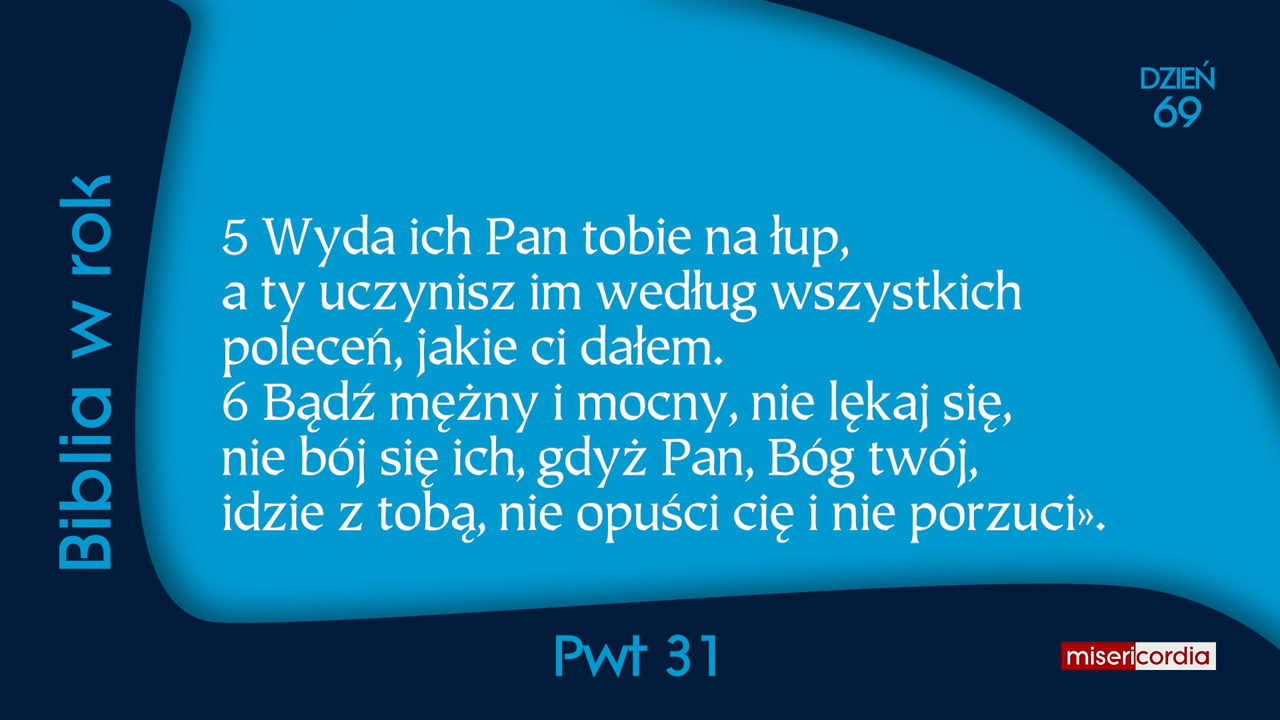 DZIEŃ
69
Biblia w rok
5 Wyda ich Pan tobie na łup,
a ty uczynisz im według wszystkich
poleceń, jakie ci dałem.
6 Bądź mężny i mocny, nie lękaj się,
nie bój się ich, gdyż Pan, Bóg twój,
idzie z tobą, nie opuści cię i nie porzuci».
Pwt 31
misericordia